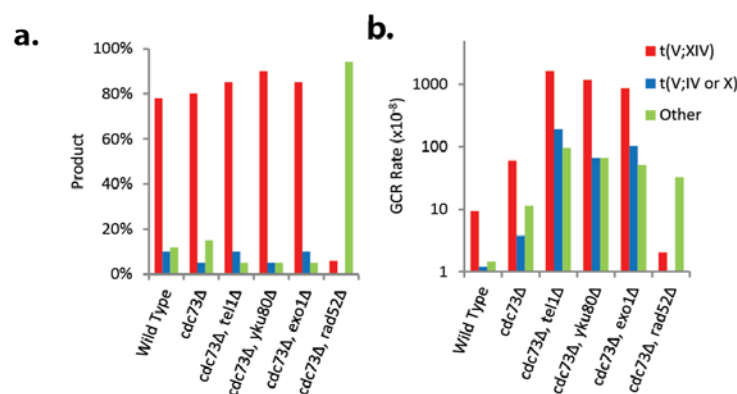 a.
100%
80%
60%
40%
20%
0%
Product
Wild Type
cdc73Δ
cdc73Δ, tel1Δ
cdc73Δ, yku80Δ
cdc73Δ, exo1Δ
cdc73Δ, rad52Δ
b.
t(V;XIV)
t(V;IV or X)
Other
1000
100
10
1
GCR Rate (x10⁻⁸)
Wild Type
cdc73Δ
cdc73Δ, tel1Δ
cdc73Δ, yku80Δ
cdc73Δ, exo1Δ
cdc73Δ, rad52Δ